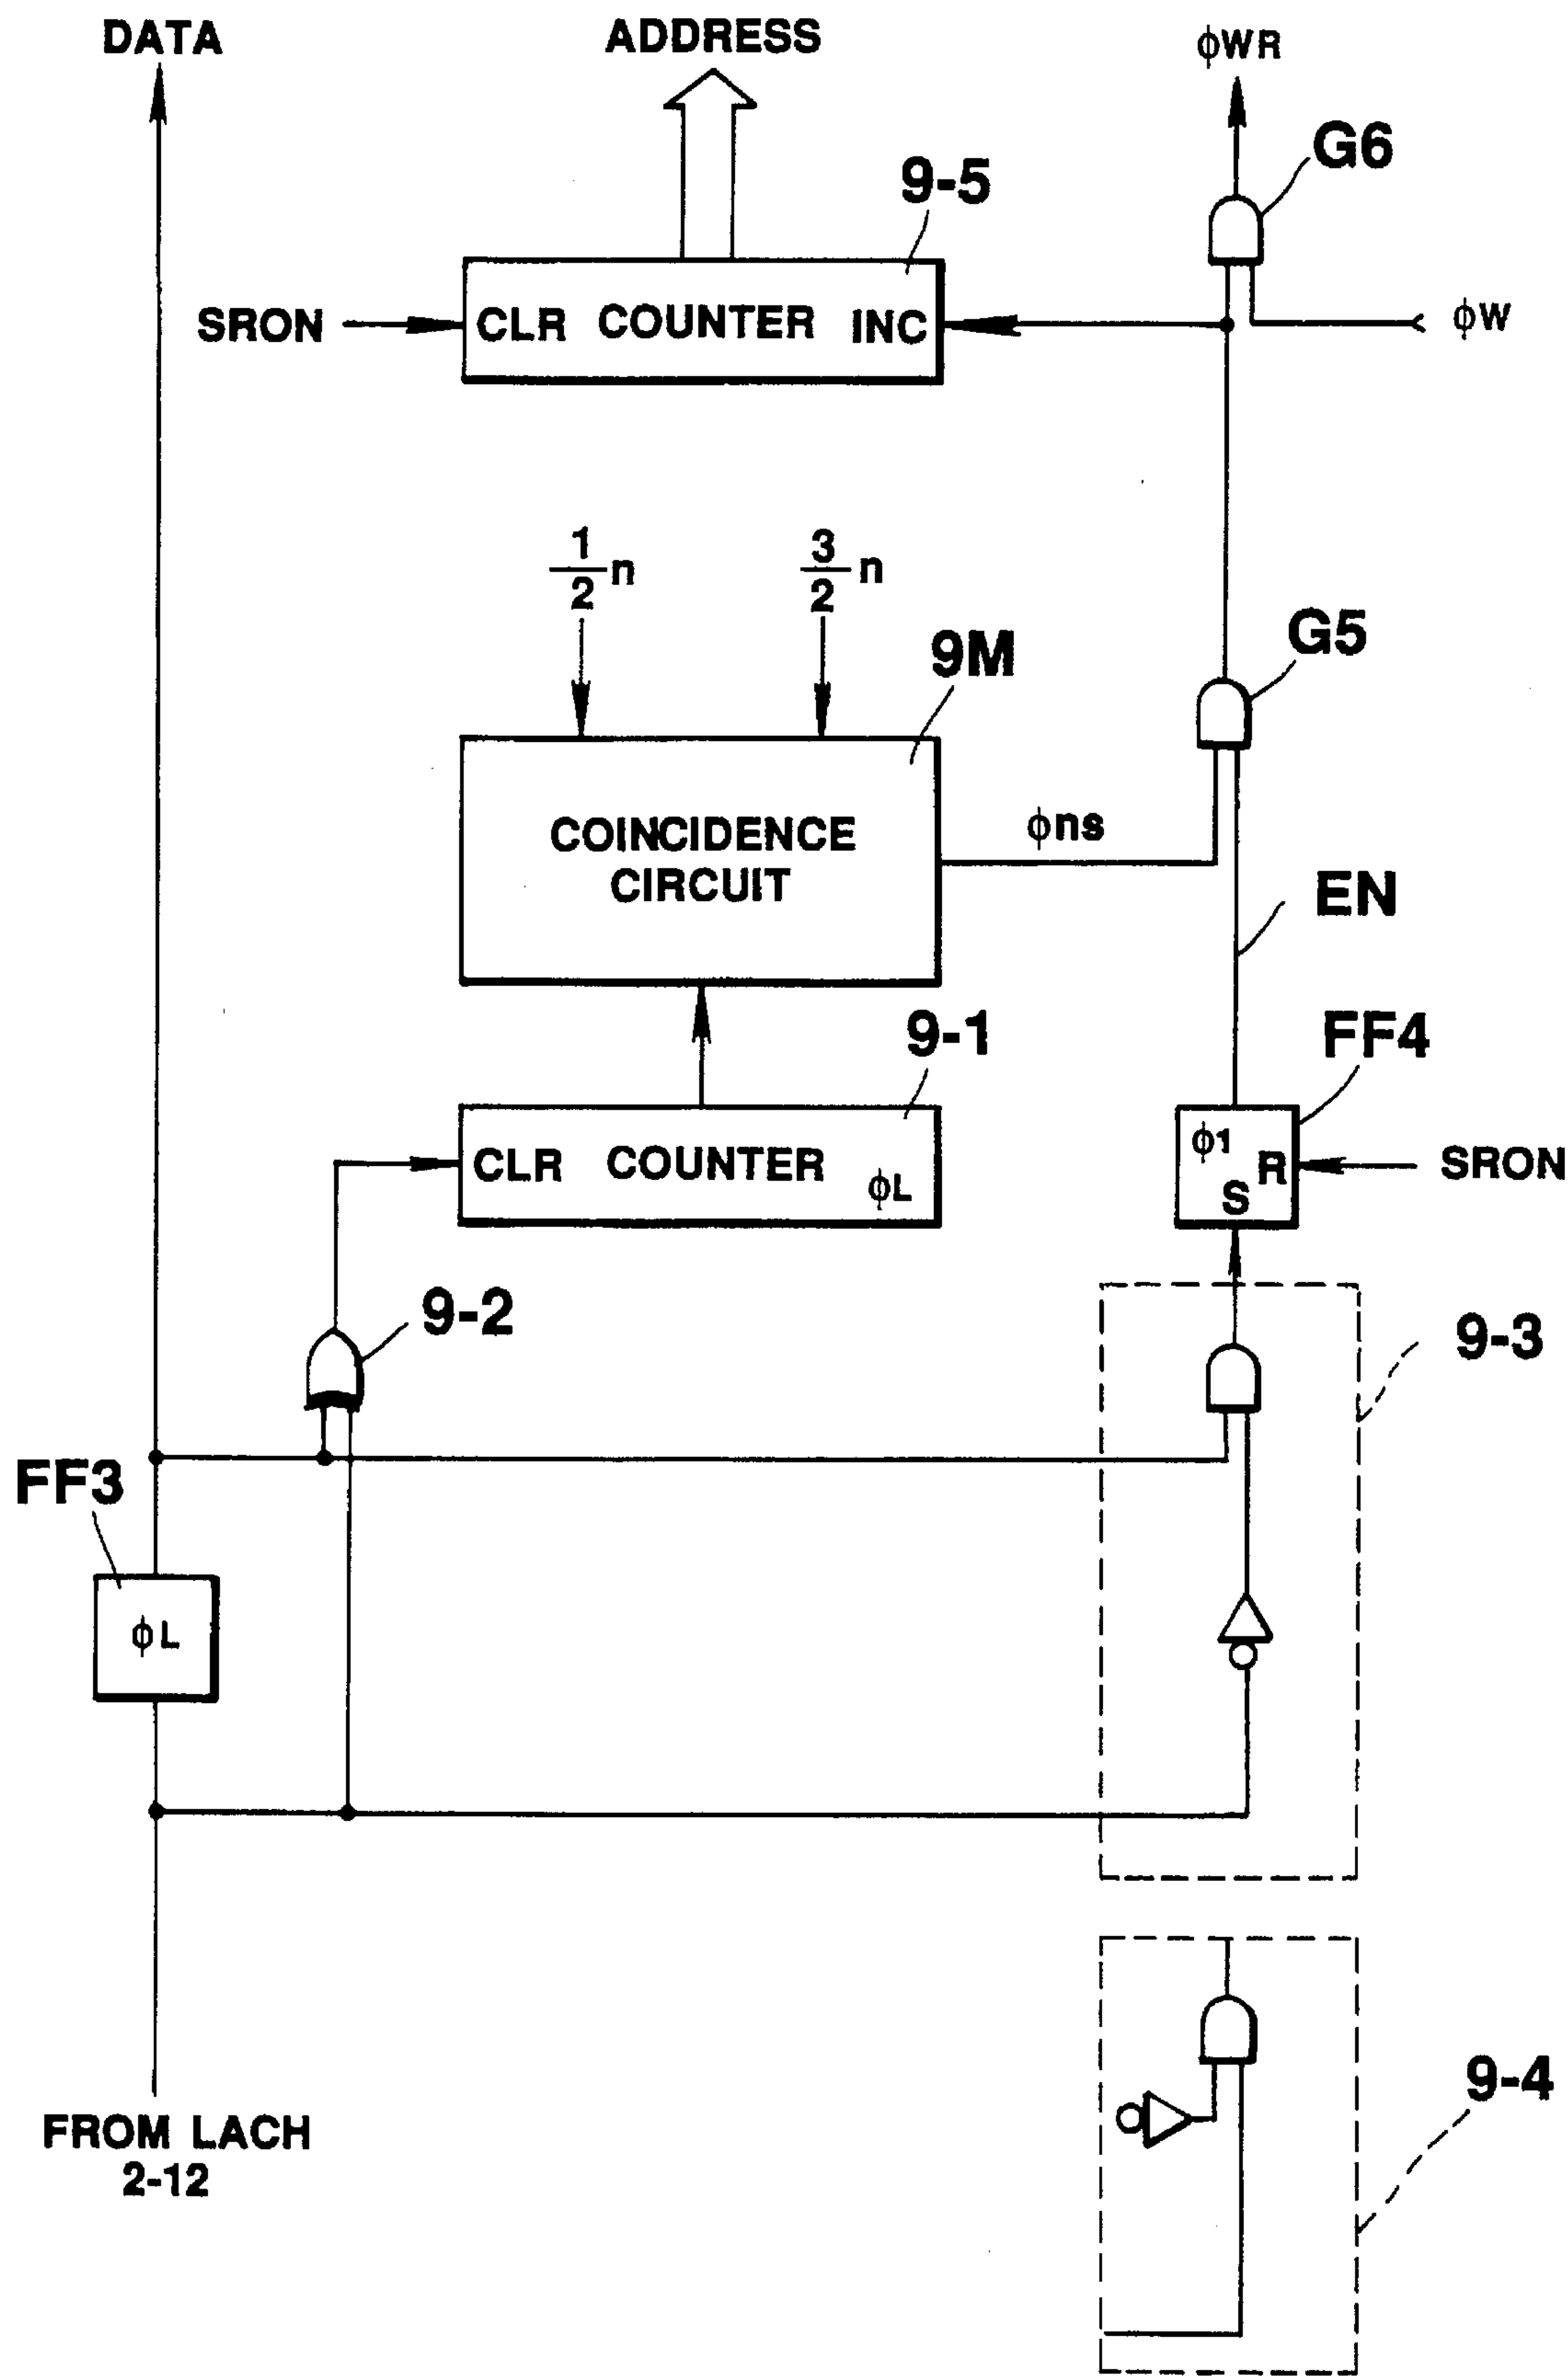 DATA
ADDRESS
φWR
G6
9-5
SRON
CLR COUNTER INC
φW
1/2 n
3/2 n
9M
G5
COINCIDENCE
CIRCUIT
φns
EN
9-1
FF4
CLR COUNTER φL
φ1
R
S
SRON
9-2
9-3
FF3
φL
9-4
FROM LACH
2-12